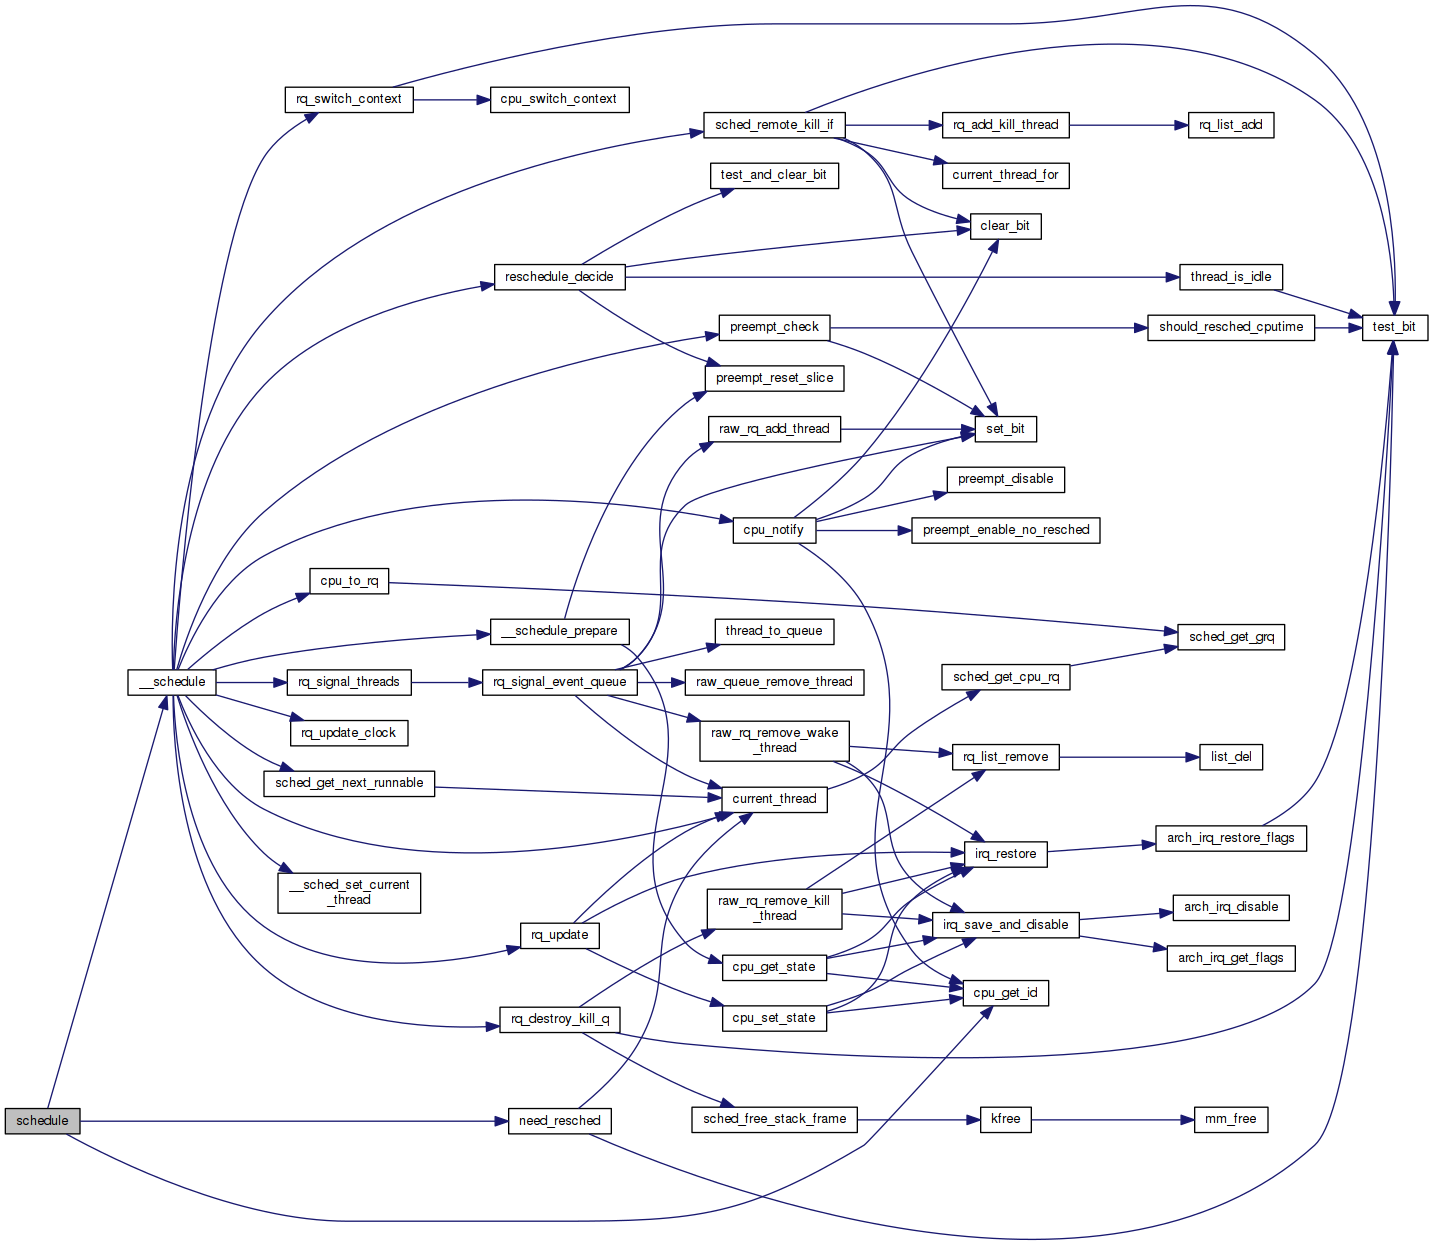 rq_switch_context
cpu_switch_context
sched_remote_kill_if
rq_add_kill_thread
rq_list_add
test_and_clear_bit
current_thread_for
clear_bit
reschedule_decide
thread_is_idle
preempt_check
should_resched_cputime
test_bit
preempt_reset_slice
raw_rq_add_thread
set_bit
preempt_disable
cpu_notify
preempt_enable_no_resched
cpu_to_rq
__schedule_prepare
thread_to_queue
sched_get_grq
__schedule
rq_signal_threads
rq_signal_event_queue
raw_queue_remove_thread
sched_get_cpu_rq
rq_update_clock
raw_rq_remove_wake
_thread
rq_list_remove
list_del
sched_get_next_runnable
current_thread
arch_irq_restore_flags
irq_restore
__sched_set_current
_thread
raw_rq_remove_kill
_thread
arch_irq_disable
rq_update
irq_save_and_disable
arch_irq_get_flags
cpu_get_state
cpu_get_id
rq_destroy_kill_q
cpu_set_state
schedule
need_resched
sched_free_stack_frame
kfree
mm_free